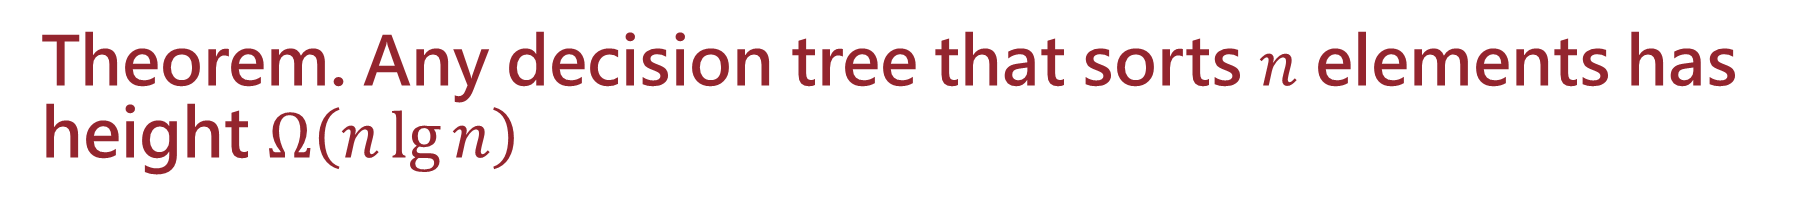 Theorem. Any decision tree that sorts n elements has
height Ω(n lg n)